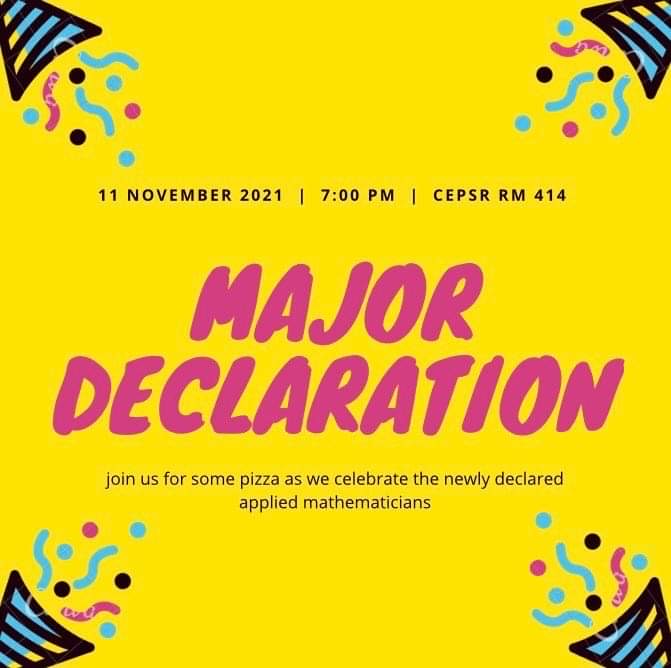 11 NOVEMBER 2021 | 7:00 PM | CEPSR RM 414
MAJOR
DECLARATION
join us for some pizza as we celebrate the newly declared
applied mathematicians